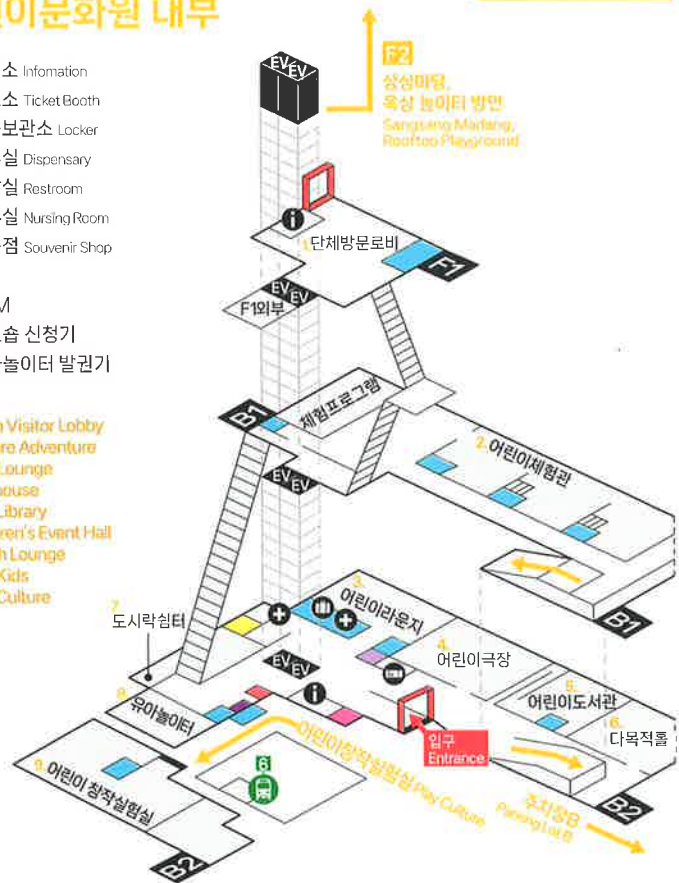 린이문화원 내부
소 Infomation
소 Ticket Booth
보관소 Locker
실 Dispensary
실 Restroom
실 Nursing Room
점 Souvenir Shop
M
숍 신청기
놀이터 발권기
Visitor Lobby
re Adventure
Lounge
house
Library
ren's Event Hall
h Lounge
Kids
Culture
EV EV
F2
상상마당,
옥상 놀이터 방면
Sangsang Madang,
Rooftop Playground
1. 단체방문로비
F1
EV EV
F1외부
B1
체험프로그램
2. 어린이체험관
EV EV
B1
3. 어린이라운지
4. 어린이극장
5. 어린이도서관
6. 다목적홀
7. 도시락쉼터
EV EV
8. 유아놀이터
입구
Entrance
어린이창작실험실 Play Culture
주차장B
Parking Lot B
B2
6
9. 어린이 창작실험실
B2